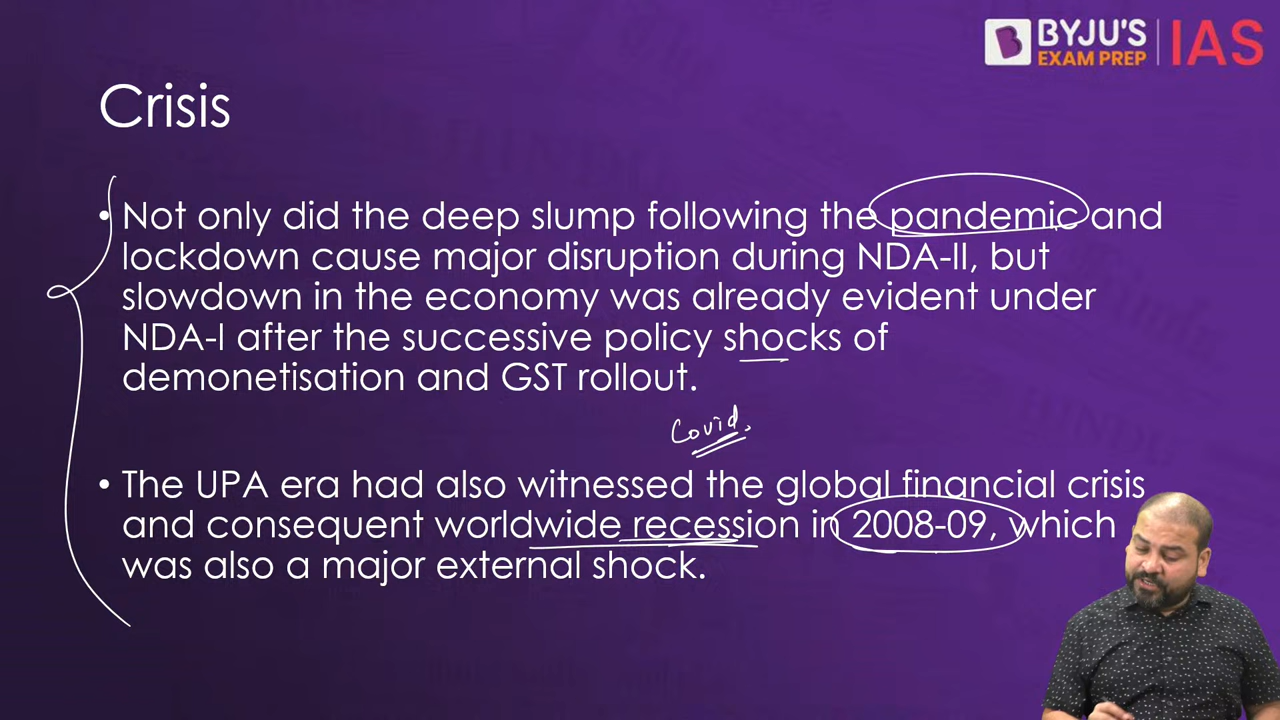 BYJU'S
EXAM PREP
IAS
Crisis
• Not only did the deep slump following the pandemic and
lockdown cause major disruption during NDA-II, but
slowdown in the economy was already evident under
NDA-I after the successive policy shocks of
demonetisation and GST rollout.
Covid.
• The UPA era had also witnessed the global financial crisis
and consequent worldwide recession in 2008-09, which
was also a major external shock.